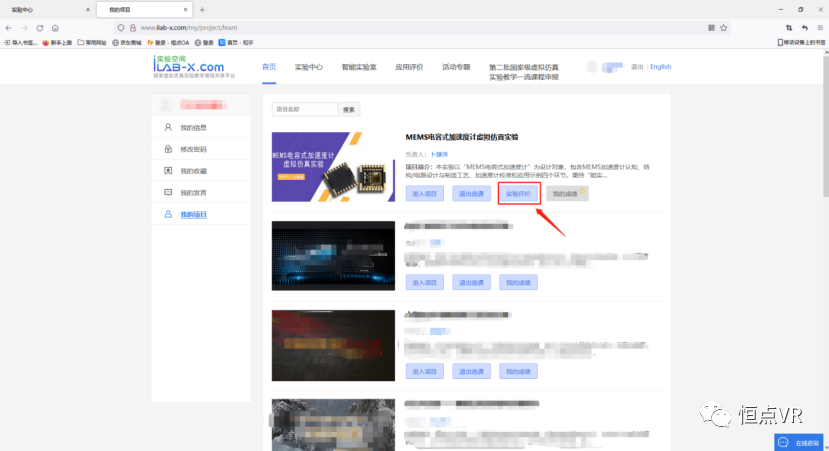 实验中心
我的项目
www.ilab-x.com/my/project/learn
导入书签... 新手上路 常用网址 京东商城 登录 - 恒点OA 登录 首页 - 知乎
移动设备上的书签
实验空间
iLAB-X.com
国家虚拟仿真实验教学课程共享平台
首页 实验中心 智能实验室 应用评价 活动专题 第二批国家级虚拟仿真
实验教学一流课程申报
退出 English
我的信息
修改密码
我的收藏
我的发言
我的项目
项目名称 搜索
MEMS电容式加速度计
虚拟仿真实验
MEMS电容式加速度计虚拟仿真实验
负责人：
项目简介：本实验以“MEMS电容式加速度计”为设计对象，包含MEMS加速度计认知、结
构/电路设计与制造工艺、加速度计校准和应用示例四个环节。秉持“能实...
进入项目 退出选课 实验评价 我的成绩
进入项目 退出选课 我的成绩
进入项目 退出选课 我的成绩
恒点VR
在线咨询